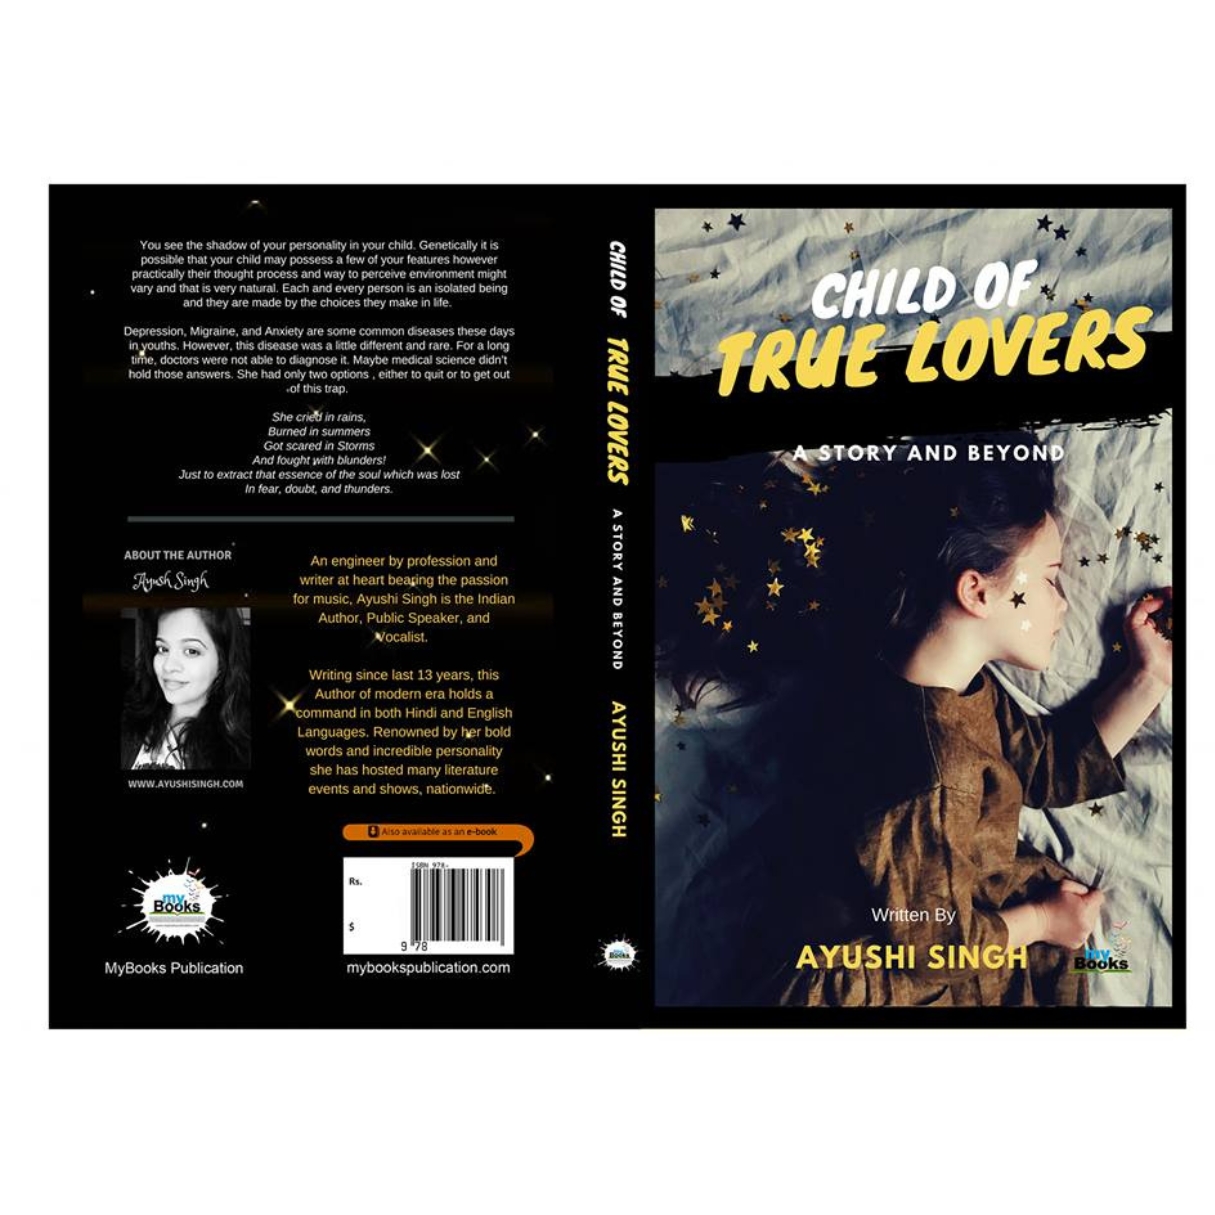 You see the shadow of your personality in your child. Genetically it is
possible that your child may possess a few of your features however
practically their thought process and way to perceive environment might
vary and that is very natural. Each and every person is an isolated being
and they are made by the choices they make in life.
Depression, Migraine, and Anxiety are some common diseases these days
in youths. However, this disease was a little different and rare. For a long
time, doctors were not able to diagnose it. Maybe medical science didn't
hold those answers. She had only two options , either to quit or to get out
of this trap.
She cried in rains,
Burned in summers
Got scared in Storms
And fought with blunders!
Just to extract that essence of the soul which was lost
In fear, doubt, and thunders.
ABOUT THE AUTHOR
Ayush Singh
WWW.AYUSHISINGH.COM
An engineer by profession and
writer at heart bearing the passion
for music, Ayushi Singh is the Indian
Author, Public Speaker, and
Vocalist.
Writing since last 13 years, this
Author of modern era holds a
command in both Hindi and English
Languages. Renowned by her bold
words and incredible personality
she has hosted many literature
events and shows, nationwide.
Also available as an e-book
ISBN 978-
Rs.
$
9 78
my
Books
MyBooks Publication
mybookspublication.com
CHILD OF TRUE LOVERS A STORY AND BEYOND AYUSHI SINGH
my
Books
CHILD OF
TRUE LOVERS
A STORY AND BEYOND
Written By
AYUSHI SINGH
my
Books